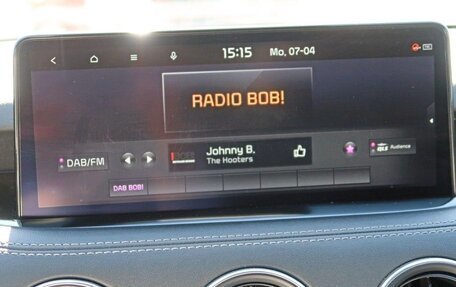 15:15 Mo, 07-04
RADIO BOB!
DAB/FM
Johnny B.
The Hooters
Audience
DAB BOB!